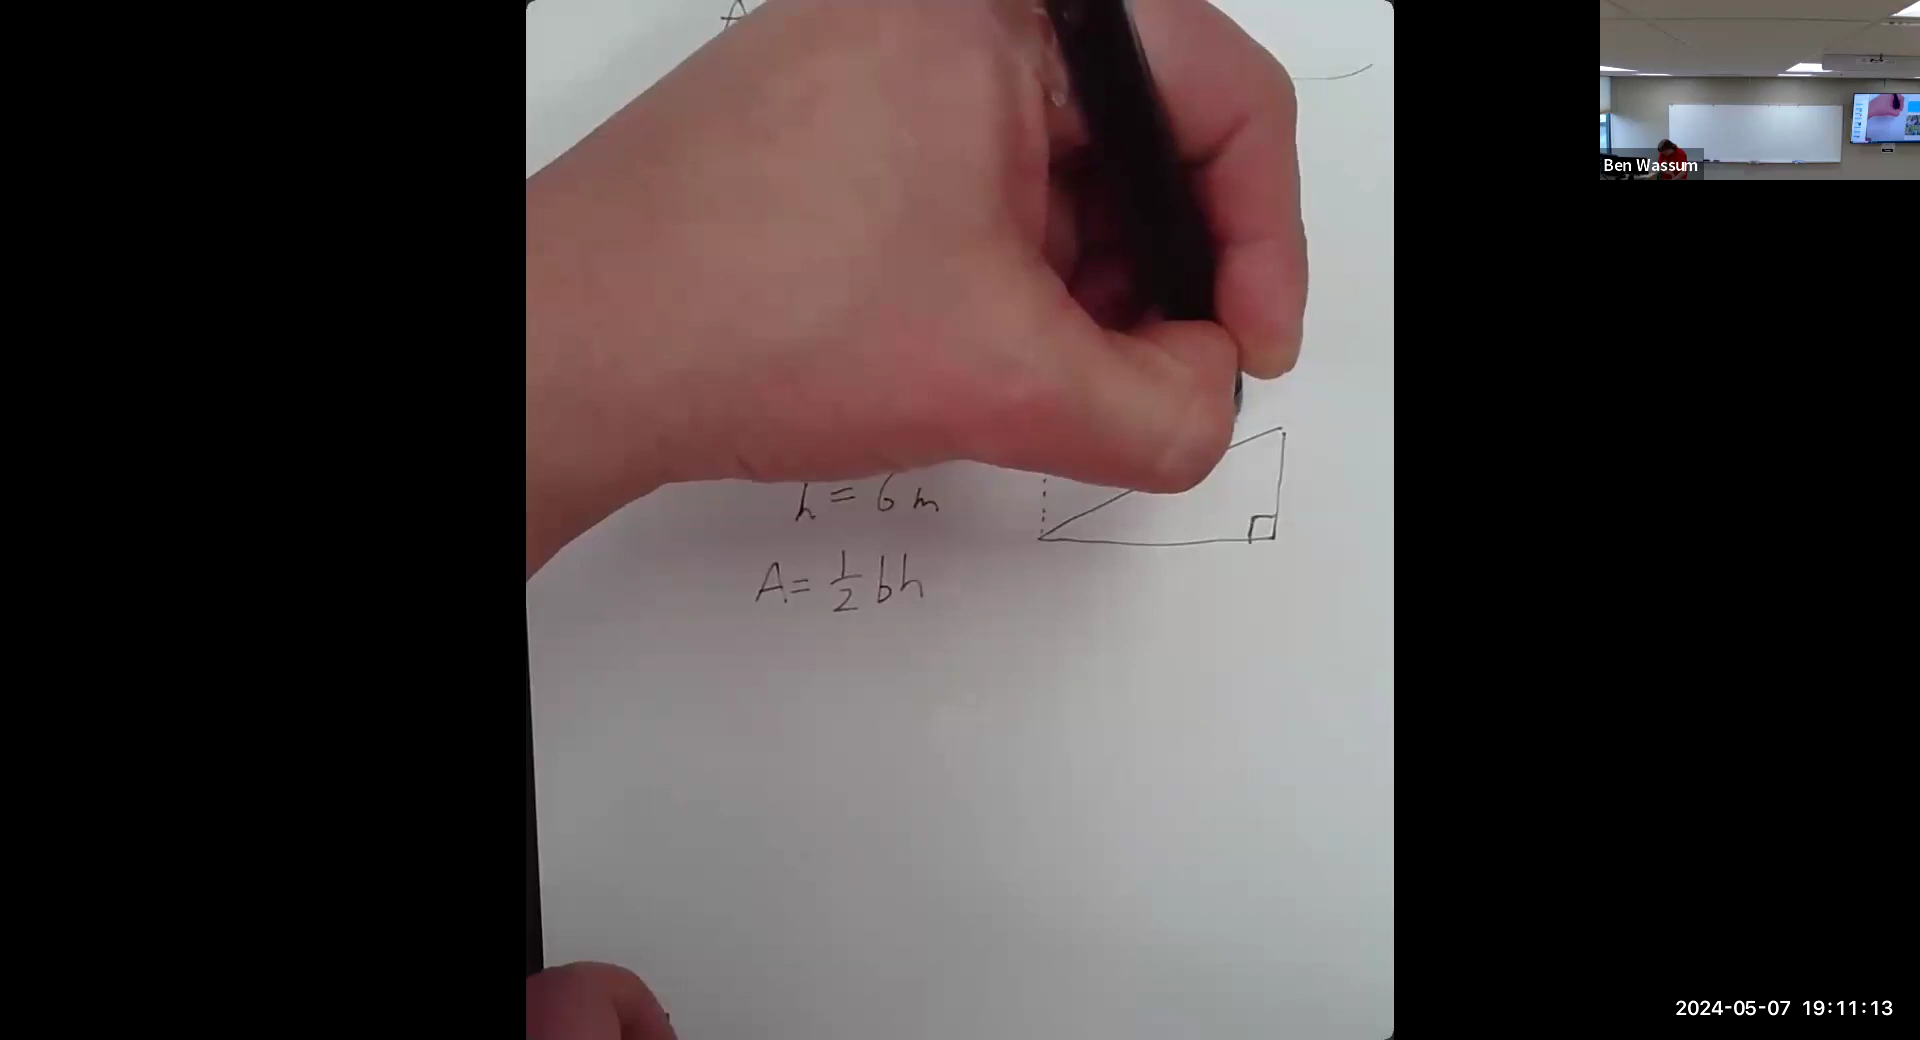 A
h = 6 m
A = 1/2 bh
Ben Wassum
2024-05-07 19:11:13